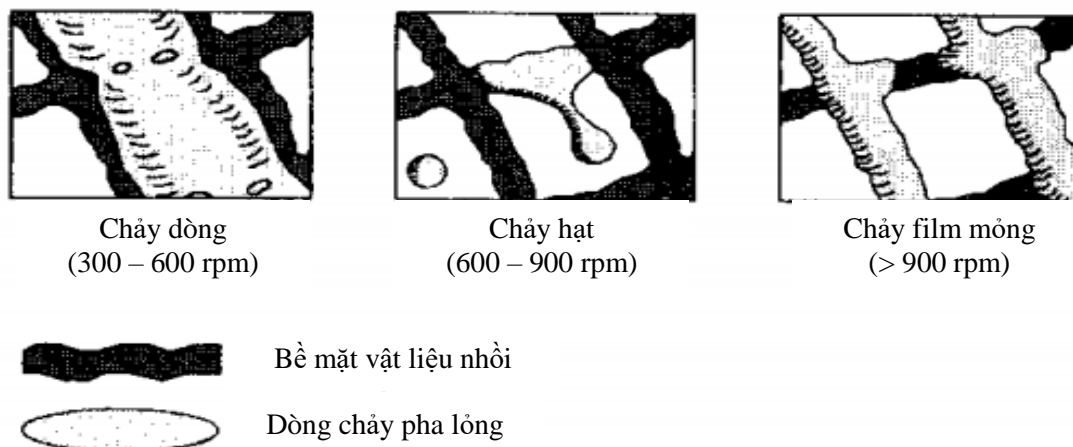 Chảy dòng
(300 – 600 rpm)
Chảy hạt
(600 – 900 rpm)
Chảy film mỏng
(> 900 rpm)
Bề mặt vật liệu nhồi
Dòng chảy pha lỏng